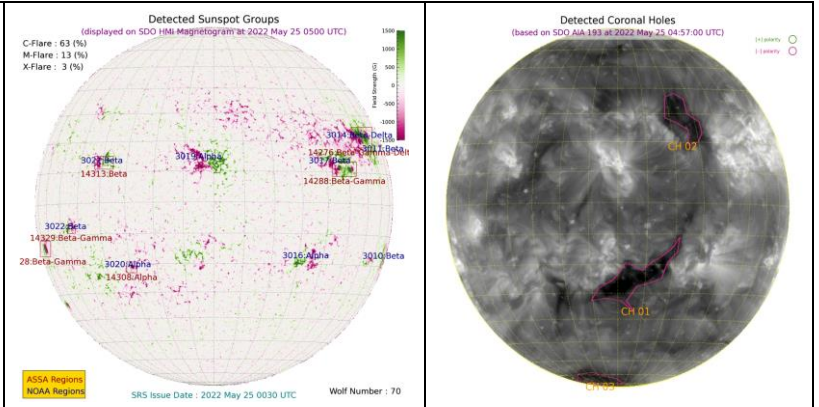 Detected Sunspot Groups
(displayed on SDO HMI Magnetogram at 2022 May 25 0500 UTC)
C-Flare : 63 (%)
M-Flare : 13 (%)
X-Flare : 3 (%)
1500
1000
500
0
-500
-1000
-1500
Field Strength (G)
3014:Beta-Delta
3011:Beta
14276:Beta-Gamma-Delt
3017:Beta
14288:Beta-Gamma
3019:Alpha
3021:Beta
14313:Beta
3022:Beta
14329:Beta-Gamma
28:Beta-Gamma
3020:Alpha
14308:Alpha
3016:Alpha
3010:Beta
ASSA Regions
NOAA Regions
SRS Issue Date : 2022 May 25 0030 UTC
Wolf Number : 70
Detected Coronal Holes
(based on SDO AIA 193 at 2022 May 25 04:57:00 UTC)
(+) polarity
(-) polarity
CH 02
CH 01
CH 03